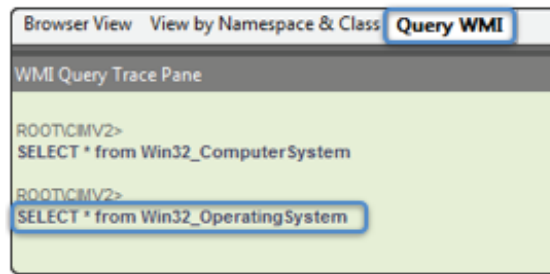 Browser View View by Namespace & Class Query WMI
WMI Query Trace Pane
ROOT\CIMV2>
SELECT * from Win32_ComputerSystem
ROOT\CIMV2>
SELECT * from Win32_OperatingSystem